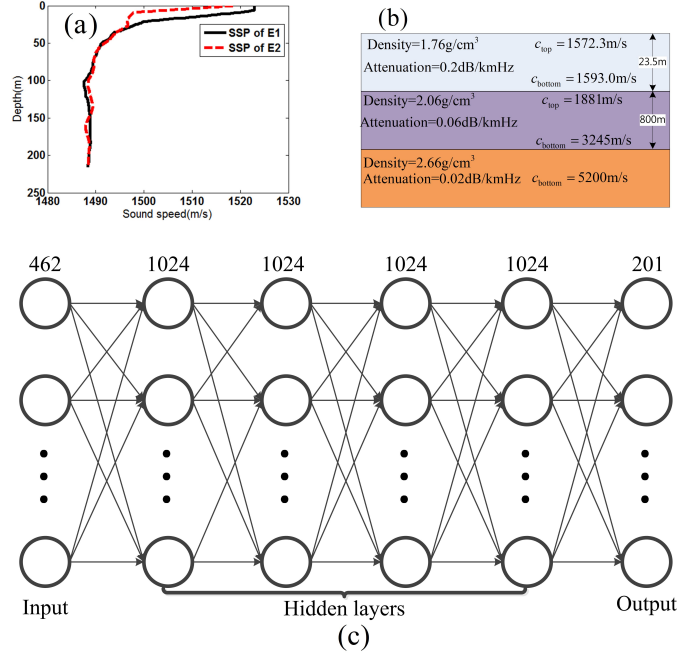 (a)
0
50
100
150
200
250
Depth(m)
SSP of E1
SSP of E2
1480 1490 1500 1510 1520 1530
Sound speed(m/s)
(b)
Density=1.76g/cm³ c_top = 1572.3m/s
23.5m
Attenuation=0.2dB/kmHz
c_bottom = 1593.0m/s
Density=2.06g/cm³ c_top = 1881m/s
Attenuation=0.06dB/kmHz
800m
c_bottom = 3245m/s
Density=2.66g/cm³
Attenuation=0.02dB/kmHz c_bottom = 5200m/s
462 1024 1024 1024 1024 201
Input Hidden layers Output
(c)